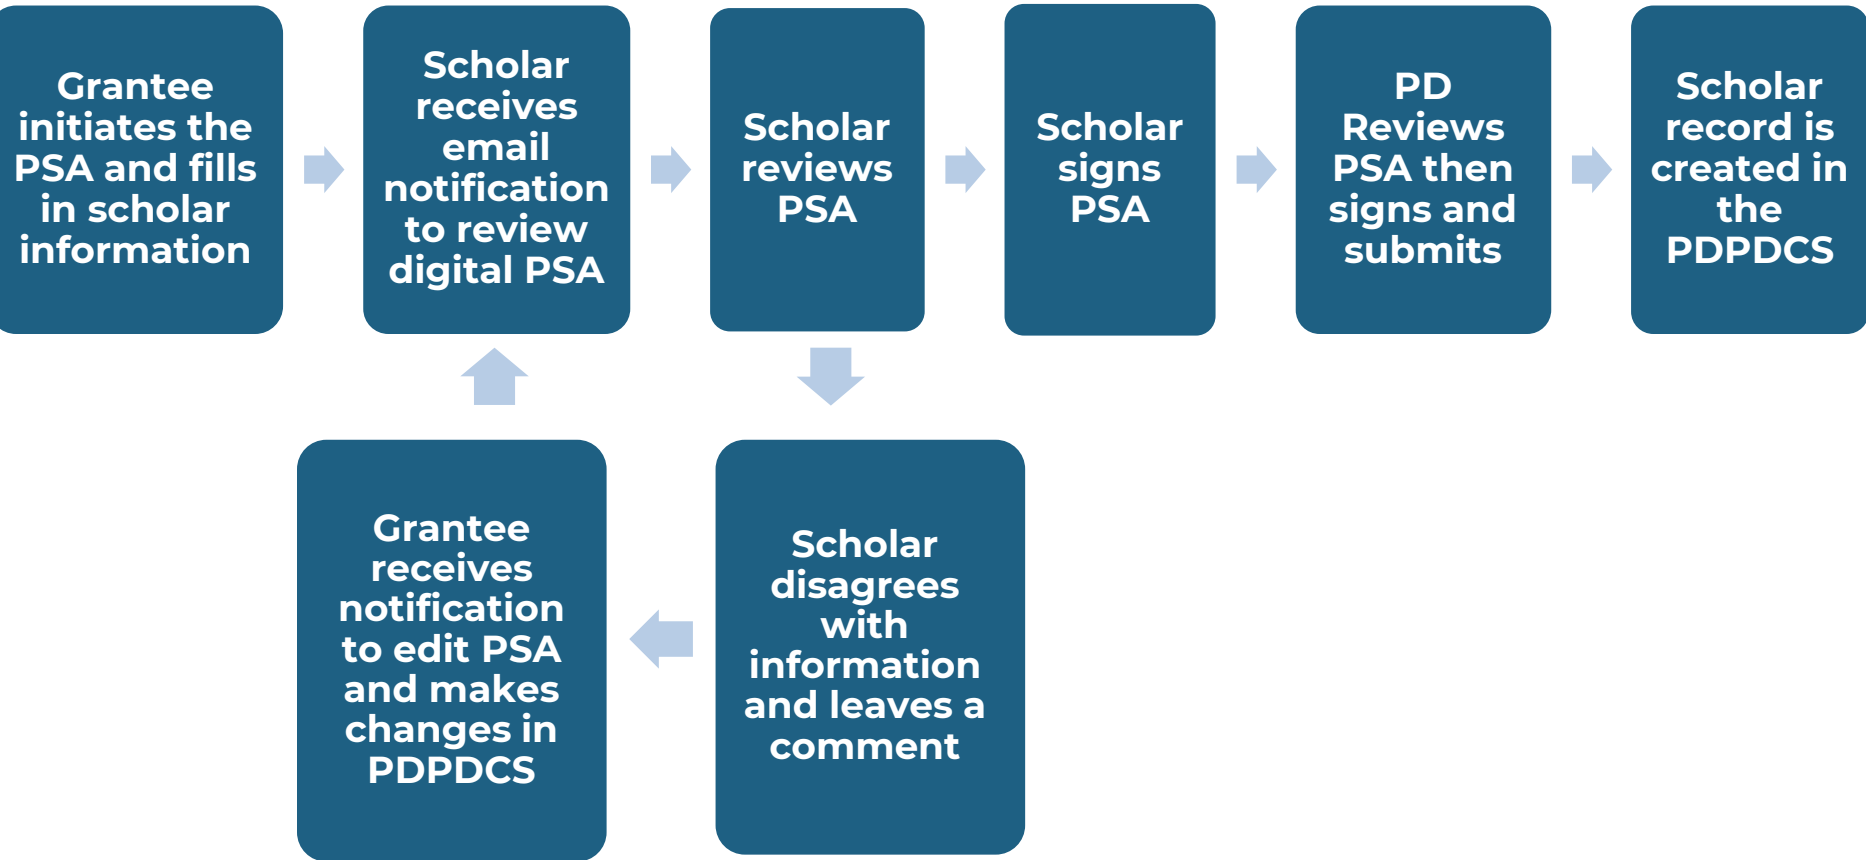 Grantee
initiates the
PSA and fills
in scholar
information
Scholar
receives
email
notification
to review
digital PSA
Scholar
reviews
PSA
Scholar
signs
PSA
PD
Reviews
PSA then
signs and
submits
Scholar
record is
created in
the
PDPDCS
Grantee
receives
notification
to edit PSA
and makes
changes in
PDPDCS
Scholar
disagrees
with
information
and leaves a
comment